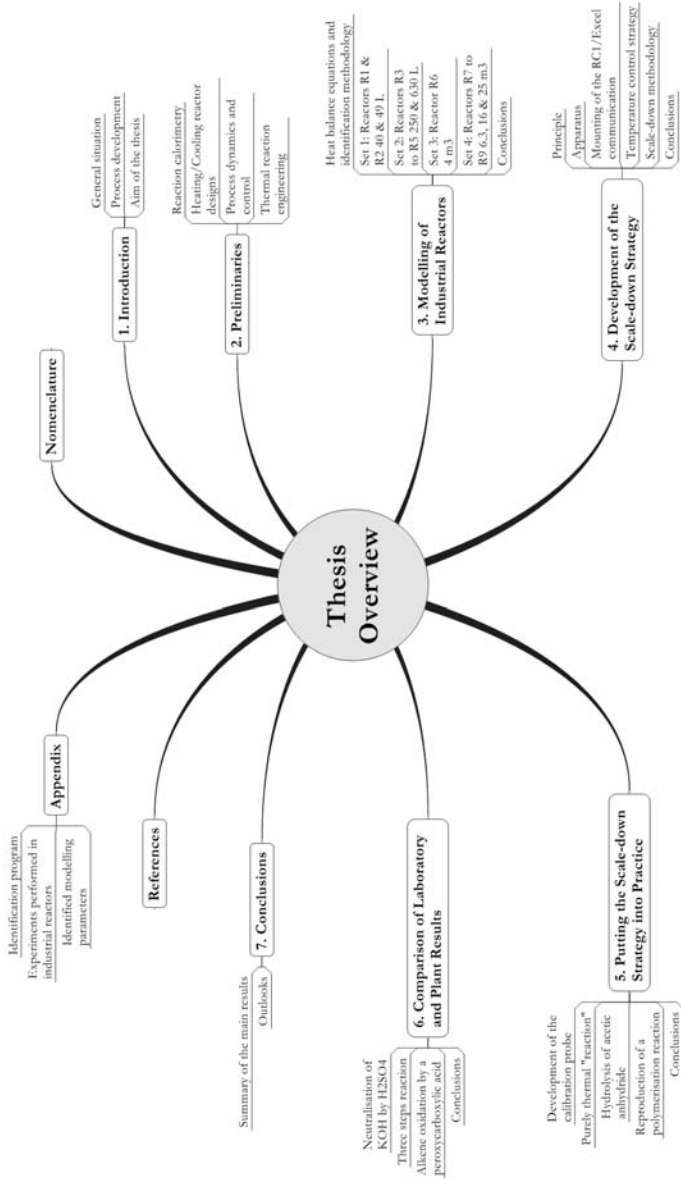 Thesis
Overview
Nomenclature
1. Introduction
General situation
Process development
Aim of the thesis
2. Preliminaries
Reaction calorimetry
Heating/Cooling reactor
designs
Process dynamics and
control
Thermal reaction
engineering
3. Modelling of
Industrial Reactors
Heat balance equations and
identification methodology
Set 1: Reactors R1 &
R2 40 & 49 L
Set 2: Reactors R3
to R5 250 & 630 L
Set 3: Reactor R6
4 m3
Set 4: Reactors R7 to
R9 6.3, 16 & 25 m3
Conclusions
4. Development of the
Scale-down Strategy
Principle
Apparatus
Mounting of the RC1/Excel
communication
Temperature control strategy
Scale-down methodology
Conclusions
5. Putting the Scale-down
Strategy into Practice
Development of the
calibration probe
Purely thermal "reaction"
Hydrolysis of acetic
anhydride
Reproduction of a
polymerisation reaction
Conclusions
6. Comparison of Laboratory
and Plant Results
Neutralisation of
KOH by H2SO4
Three steps reaction
Alkene oxidation by a
peroxycarboxylic acid
Conclusions
7. Conclusions
Summary of the main results
Outlooks
References
Appendix
Identification program
Experiments performed in
industrial reactors
Identified modelling
parameters